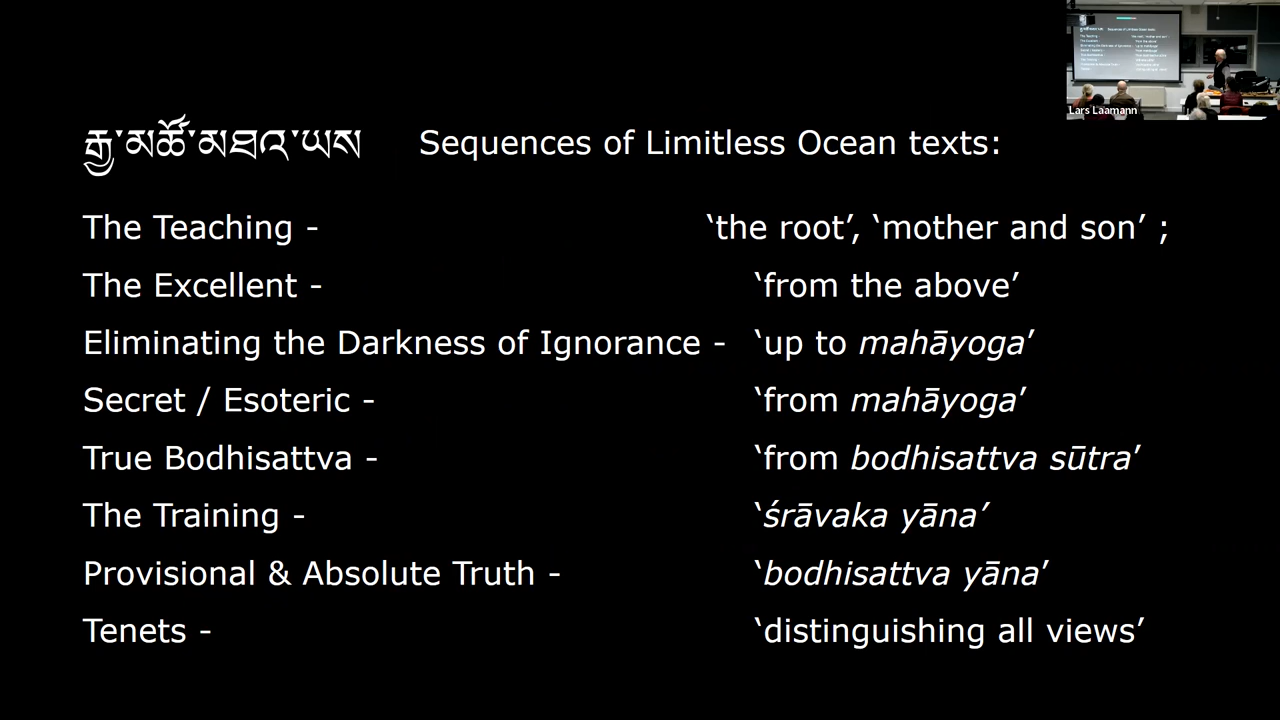 Lars Laamann
རྒྱ་མཚོ་མཐའ་ཡས Sequences of Limitless Ocean texts:
The Teaching - ‘the root’, ‘mother and son’ ;
The Excellent - ‘from the above’
Eliminating the Darkness of Ignorance - ‘up to mahāyoga’
Secret / Esoteric - ‘from mahāyoga’
True Bodhisattva - ‘from bodhisattva sūtra’
The Training - ‘śrāvaka yāna’
Provisional & Absolute Truth - ‘bodhisattva yāna’
Tenets - ‘distinguishing all views’